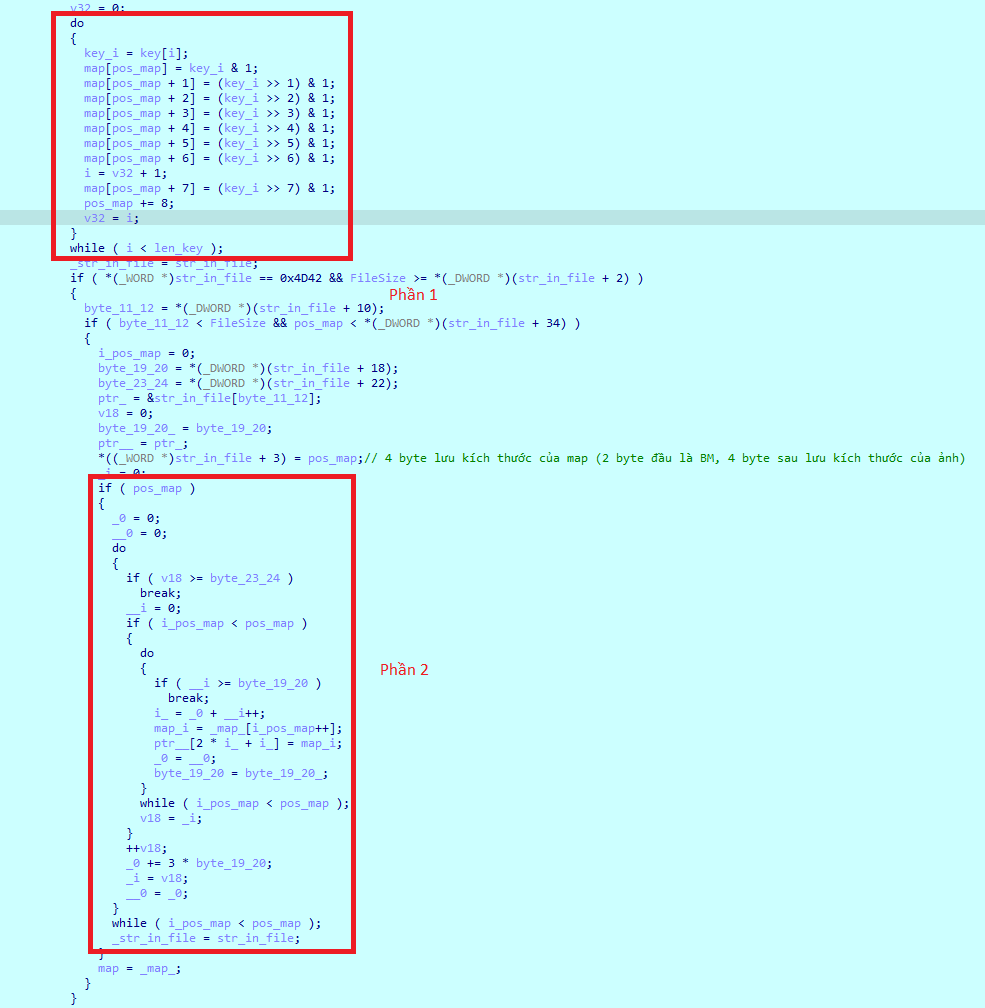 v32 = 0;
do
{
key_i = key[i];
map[pos_map] = key_i & 1;
map[pos_map + 1] = (key_i >> 1) & 1;
map[pos_map + 2] = (key_i >> 2) & 1;
map[pos_map + 3] = (key_i >> 3) & 1;
map[pos_map + 4] = (key_i >> 4) & 1;
map[pos_map + 5] = (key_i >> 5) & 1;
map[pos_map + 6] = (key_i >> 6) & 1;
i = v32 + 1;
map[pos_map + 7] = (key_i >> 7) & 1;
pos_map += 8;
v32 = i;
}
while ( i < len_key );
_str_in_file = str_in_file;
if ( *(_WORD *)str_in_file == 0x4D42 && FileSize >= *(_DWORD *)(str_in_file + 2) )
{
Phần 1
byte_11_12 = *(_DWORD *)(str_in_file + 10);
if ( byte_11_12 < FileSize && pos_map < *(_DWORD *)(str_in_file + 34) )
{
i_pos_map = 0;
byte_19_20 = *(_DWORD *)(str_in_file + 18);
byte_23_24 = *(_DWORD *)(str_in_file + 22);
ptr_ = &str_in_file[byte_11_12];
v18 = 0;
byte_19_20_ = byte_19_20;
ptr__ = ptr_;
*((_WORD *)str_in_file + 3) = pos_map;// 4 byte lưu kích thước của map (2 byte đầu là BM, 4 byte sau lưu kích thước của ảnh)
_i = 0;
if ( pos_map )
{
_0 = 0;
__0 = 0;
do
{
if ( v18 >= byte_23_24 )
break;
__i = 0;
if ( i_pos_map < pos_map )
{
do
{
Phần 2
if ( __i >= byte_19_20 )
break;
i_ = _0 + __i++;
map_i = _map_[i_pos_map++];
ptr__[2 * i_ + i_] = map_i;
_0 = __0;
byte_19_20 = byte_19_20_;
}
while ( i_pos_map < pos_map );
v18 = _i;
}
++v18;
_0 += 3 * byte_19_20;
_i = v18;
__0 = _0;
}
while ( i_pos_map < pos_map );
_str_in_file = str_in_file;
}
map = _map_;
}
}